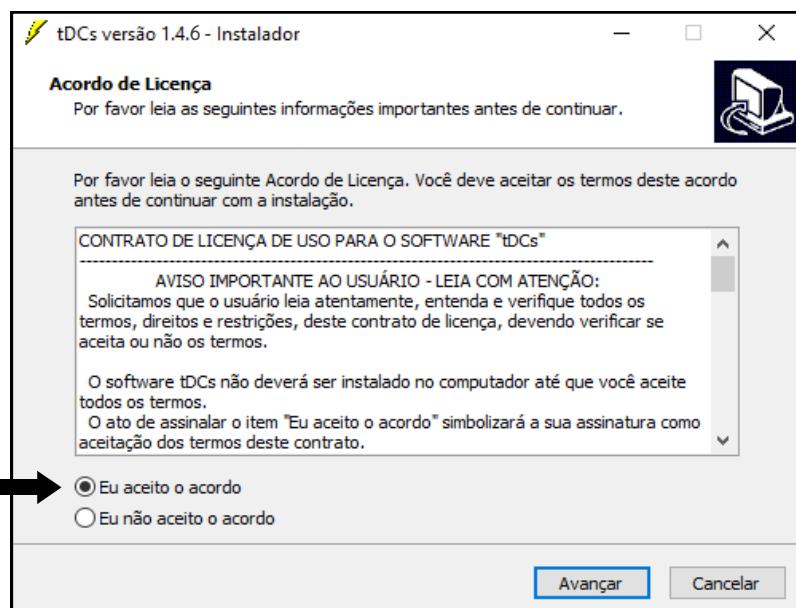 tDCs versão 1.4.6 - Instalador
Acordo de Licença
Por favor leia as seguintes informações importantes antes de continuar.
Por favor leia o seguinte Acordo de Licença. Você deve aceitar os termos deste acordo
antes de continuar com a instalação.
CONTRATO DE LICENÇA DE USO PARA O SOFTWARE "tDCs"
------------------------------------------------------------------------------------------
AVISO IMPORTANTE AO USUÁRIO - LEIA COM ATENÇÃO:
Solicitamos que o usuário leia atentamente, entenda e verifique todos os
termos, direitos e restrições, deste contrato de licença, devendo verificar se
aceita ou não os termos.
O software tDCs não deverá ser instalado no computador até que você aceite
todos os termos.
O ato de assinalar o item "Eu aceito o acordo" simbolizará a sua assinatura como
aceitação dos termos deste contrato.
Eu aceito o acordo
Eu não aceito o acordo
Avançar
Cancelar